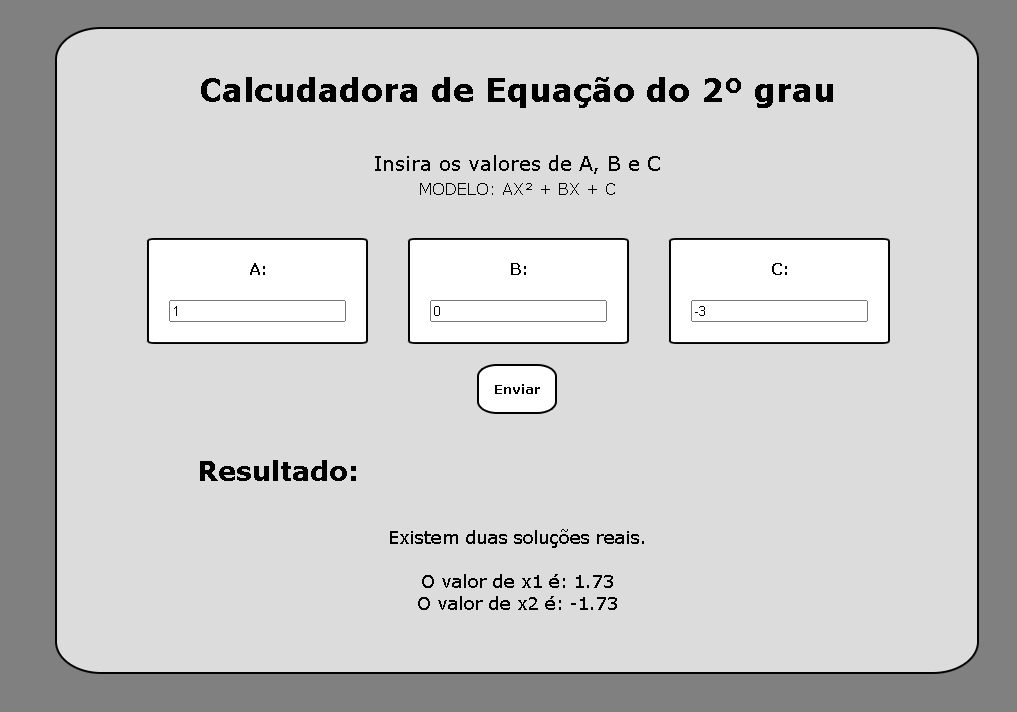 Calcudadora de Equação do 2º grau
Insira os valores de A, B e C
MODELO: AX² + BX + C
A: B: C:
1 0 -3
Enviar
Resultado:
Existem duas soluções reais.
O valor de x1 é: 1.73
O valor de x2 é: -1.73